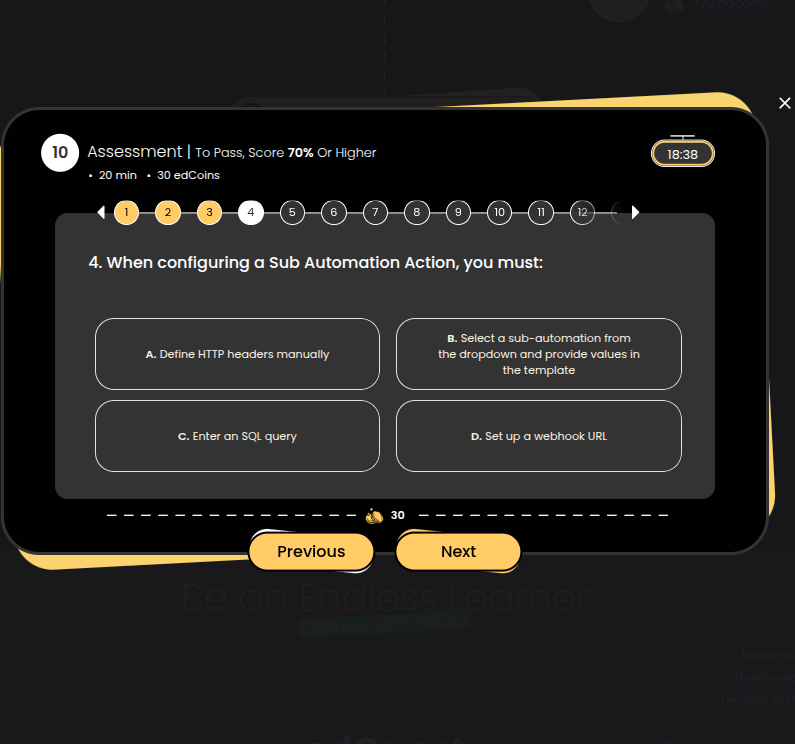 120 edcoins
10
Assessment | To Pass, Score 70% Or Higher
• 20 min • 30 edCoins
18:38
1 2 3 4 5 6 7 8 9 10 11 12
4. When configuring a Sub Automation Action, you must:
A. Define HTTP headers manually
B. Select a sub-automation from
the dropdown and provide values in
the template
C. Enter an SQL query
D. Set up a webhook URL
30
Previous
Next
Be an Endless Learner